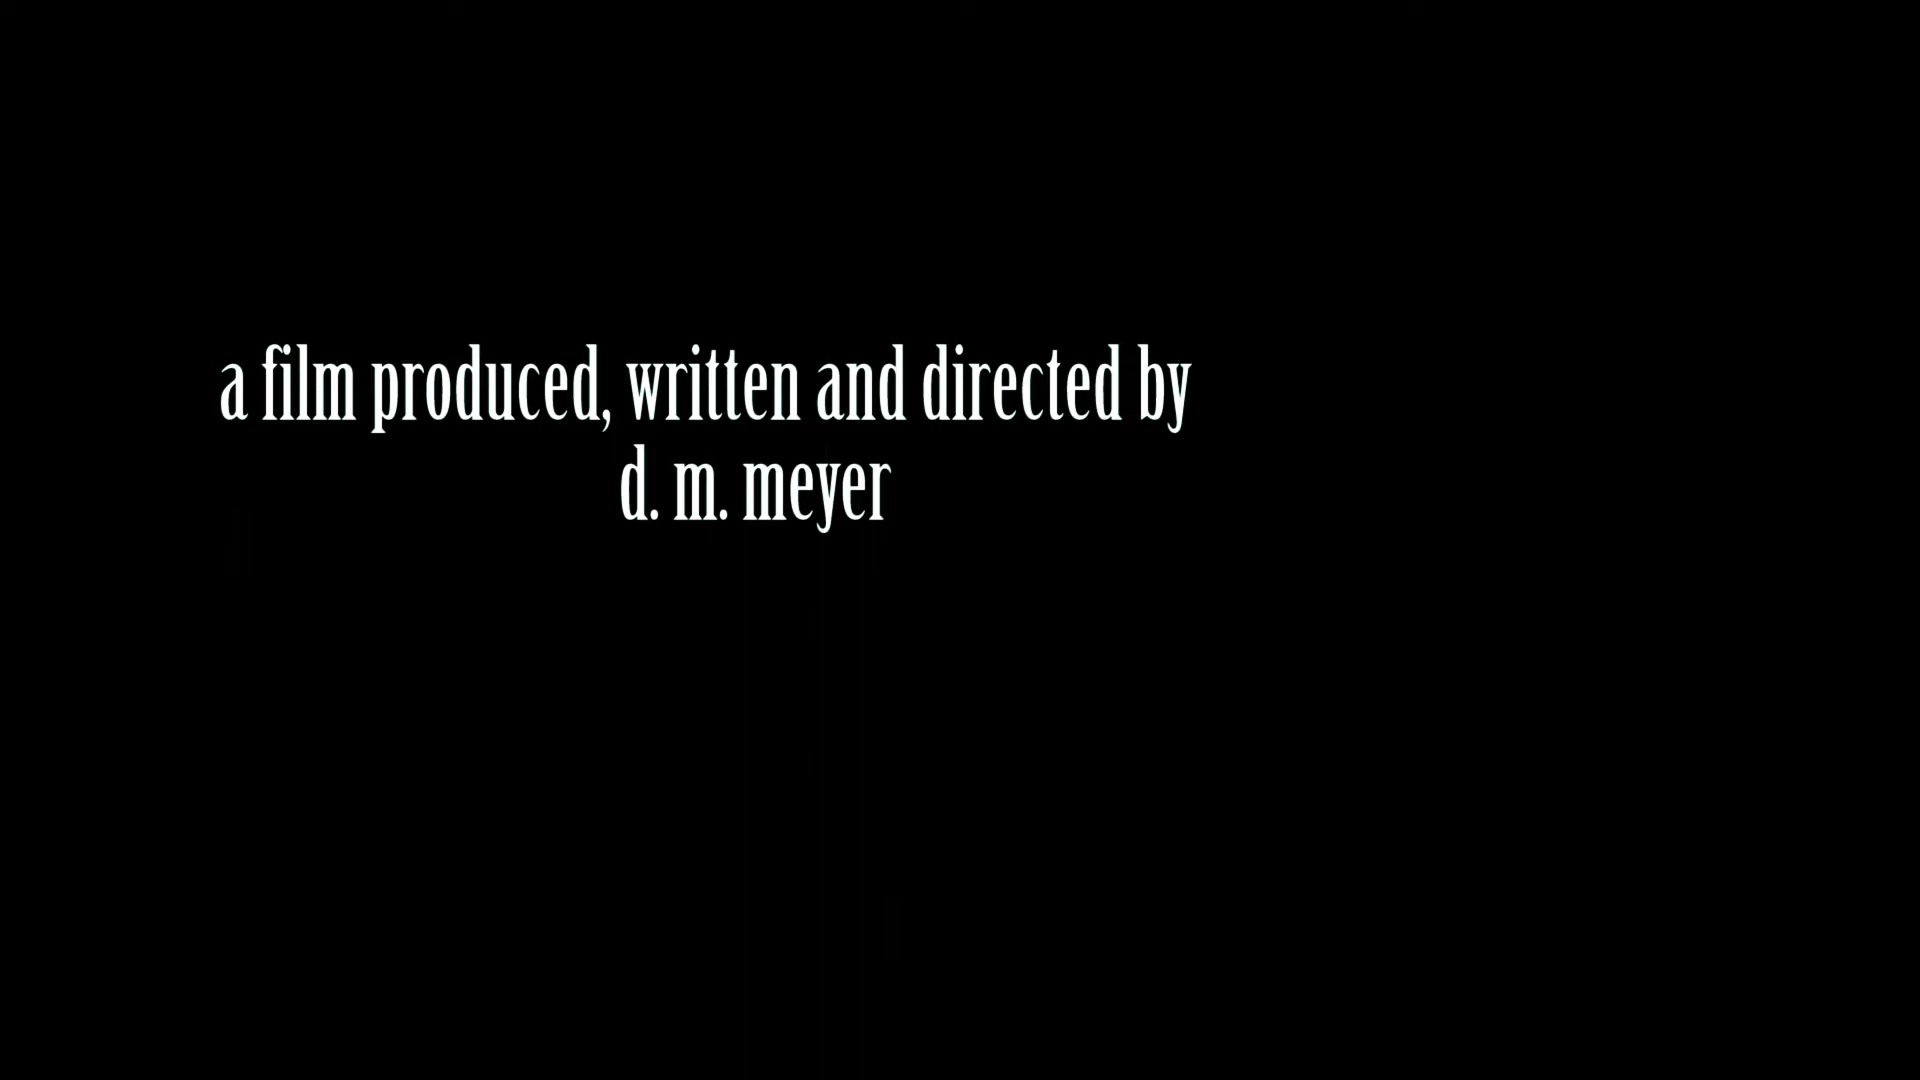 a film produced, written and directed by
d. m. meyer